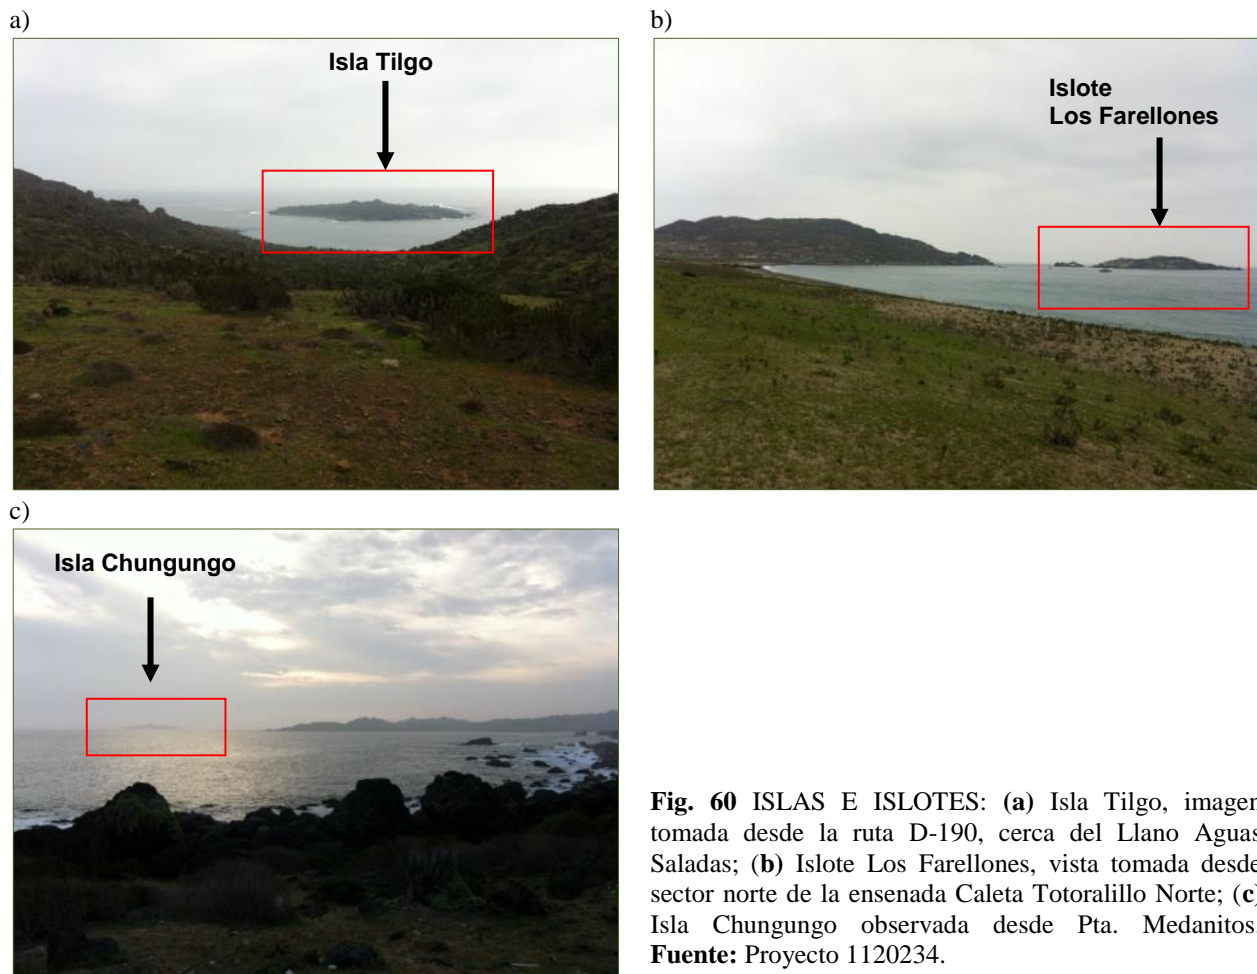 a)
Isla Tilgo
b)
Islote
Los Farellones
c)
Isla Chungungo
Fig. 60 ISLAS E ISLOTES: (a) Isla Tilgo, imagen
tomada desde la ruta D-190, cerca del Llano Aguas
Saladas; (b) Islote Los Farellones, vista tomada desde
sector norte de la ensenada Caleta Totoralillo Norte; (c)
Isla Chungungo observada desde Pta. Medanitos.
Fuente: Proyecto 1120234.